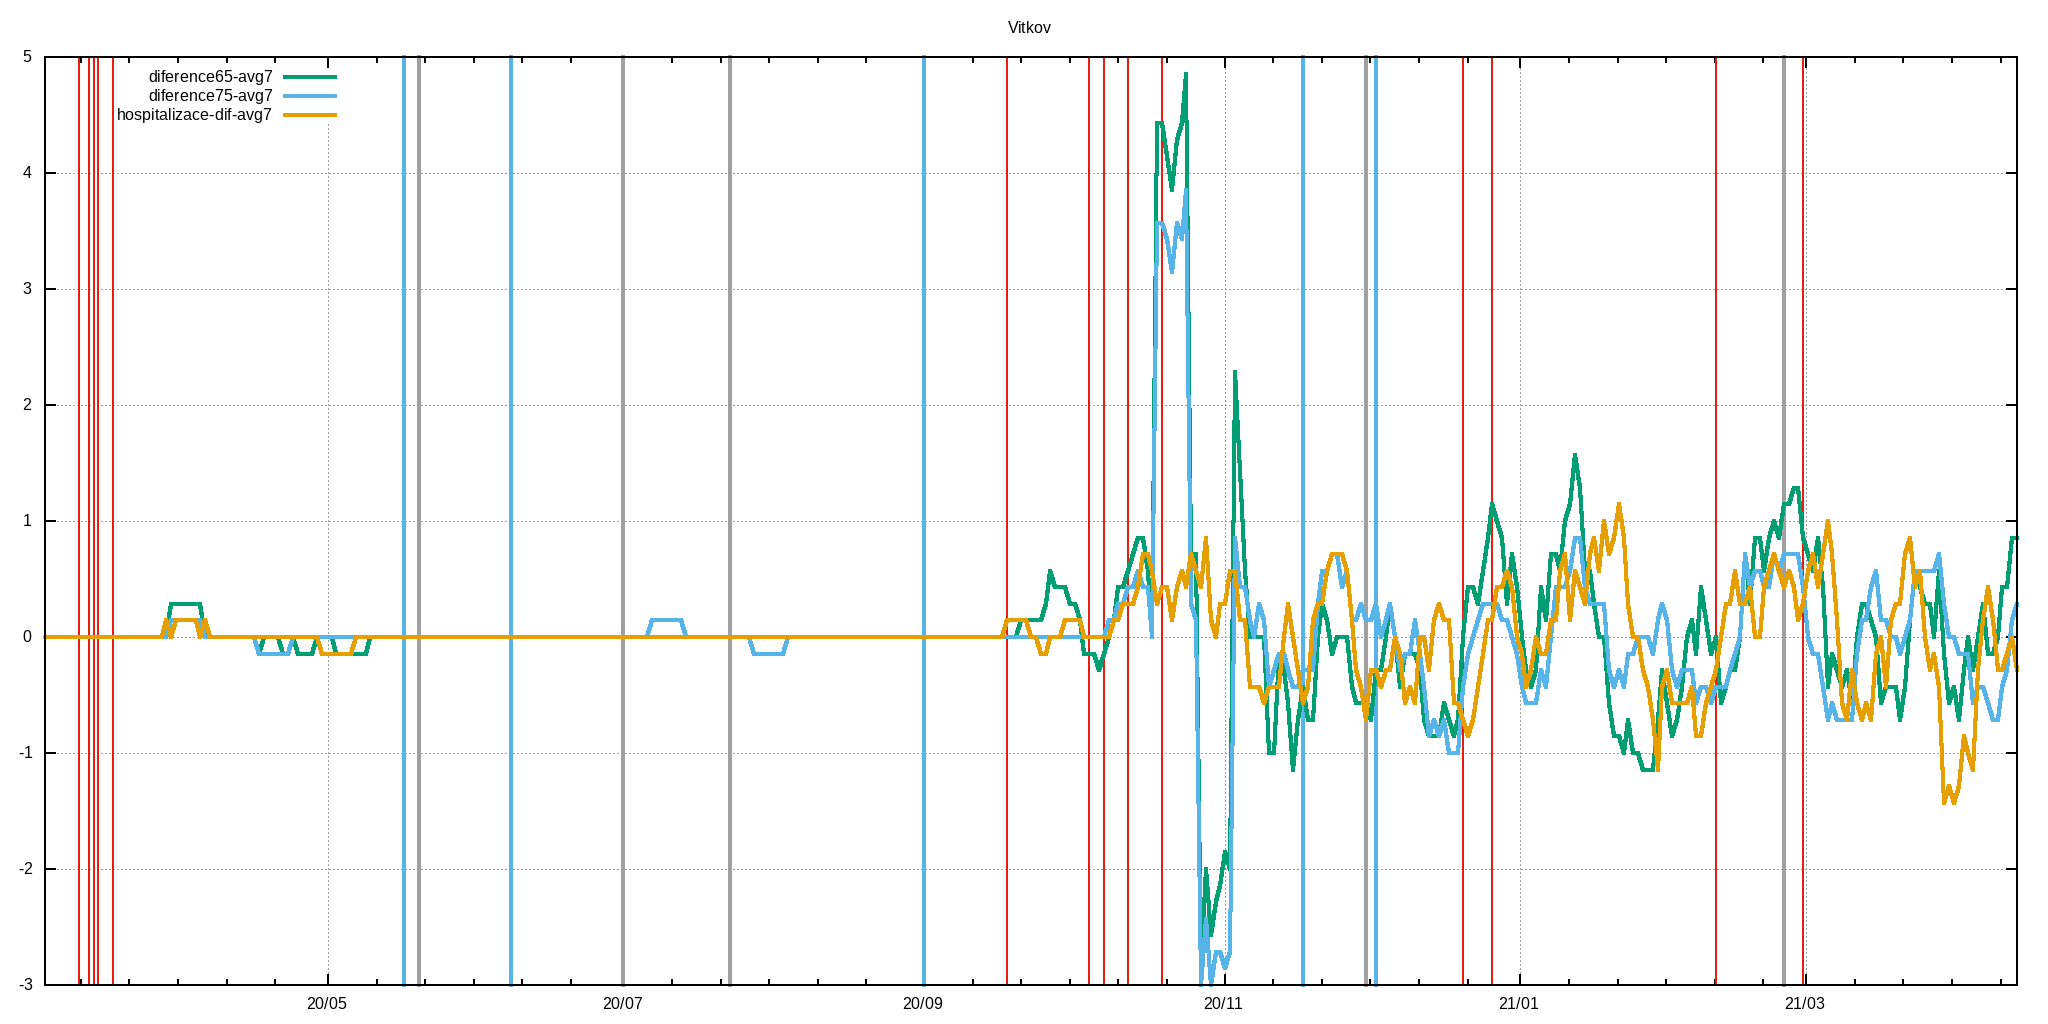 Vitkov
diference65-avg7
diference75-avg7
hospitalizace-dif-avg7
5
4
3
2
1
0
-1
-2
-3
20/05 20/07 20/09 20/11 21/01 21/03